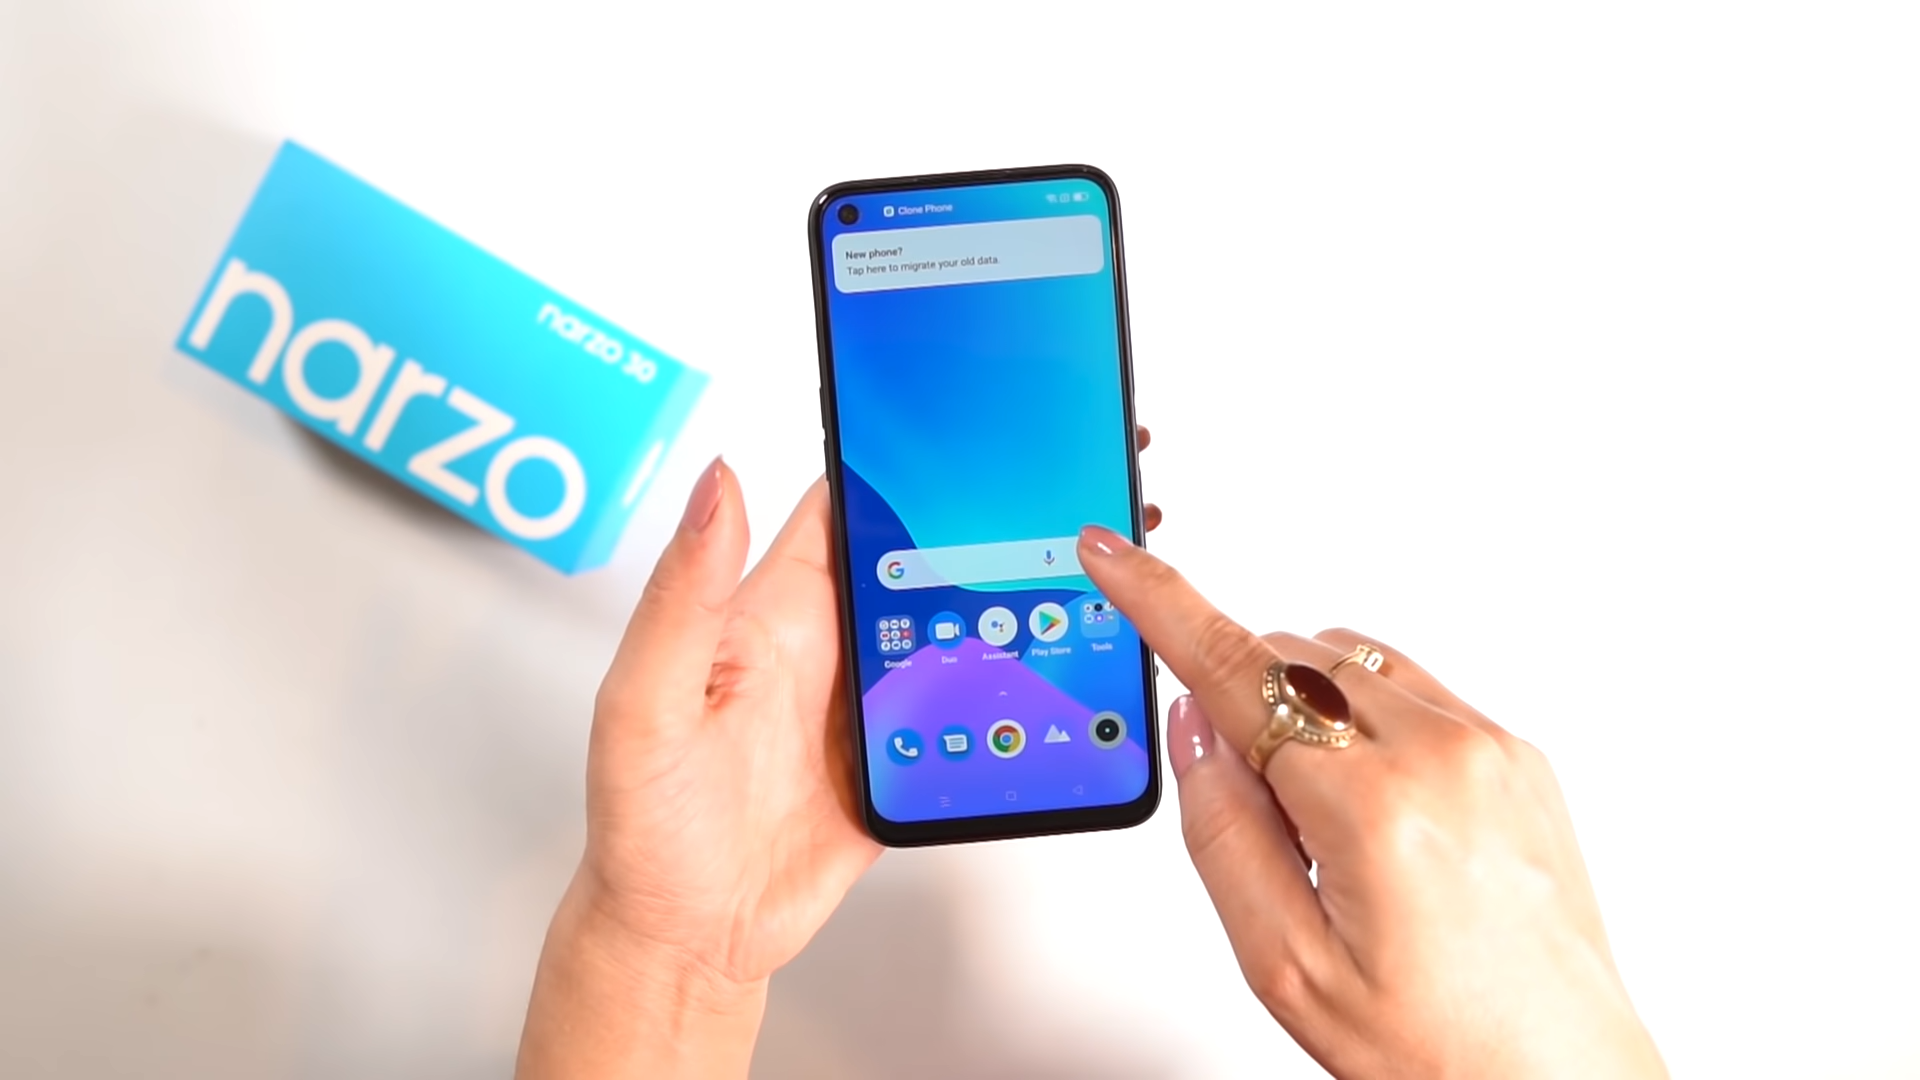 narzo 30
narzo
Clone Phone
New phone?
Tap here to migrate your old data.
Google
Duo
Assistant
Play Store
Tools